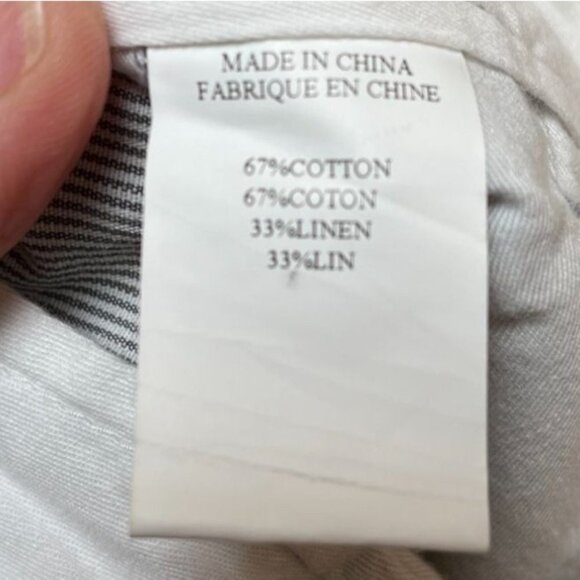 MADE IN CHINA
FABRIQUE EN CHINE
67%COTTON
67%COTON
33%LINEN
33%LIN